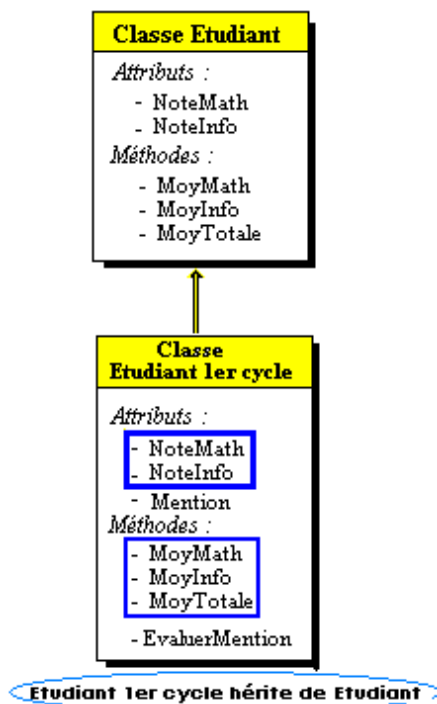 Classe Etudiant
Attributs :
- NoteMath
- NoteInfo
Méthodes :
- MoyMath
- MoyInfo
- MoyTotale
Classe
Etudiant 1er cycle
Attributs :
- NoteMath
- NoteInfo
- Mention
Méthodes :
- MoyMath
- MoyInfo
- MoyTotale
- EvaluerMention
Etudiant 1er cycle hérite de Etudiant